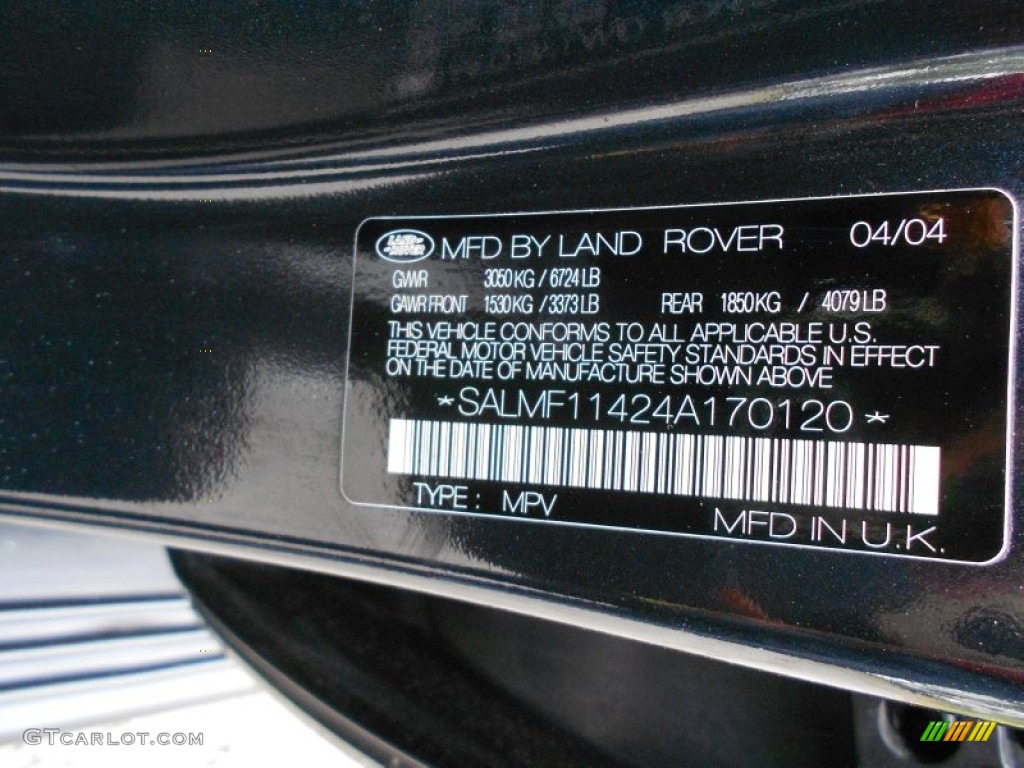 LAND
ROVER
MFD BY LAND ROVER 04/04
GVWR 3050 KG / 6724 LB
GAWR FRONT 1530 KG / 3373 LB REAR 1850 KG / 4079 LB
THIS VEHICLE CONFORMS TO ALL APPLICABLE U.S.
FEDERAL MOTOR VEHICLE SAFETY STANDARDS IN EFFECT
ON THE DATE OF MANUFACTURE SHOWN ABOVE
*SALMF11424A170120*
TYPE: MPV
MFD IN U.K.
GTCARLOT.COM